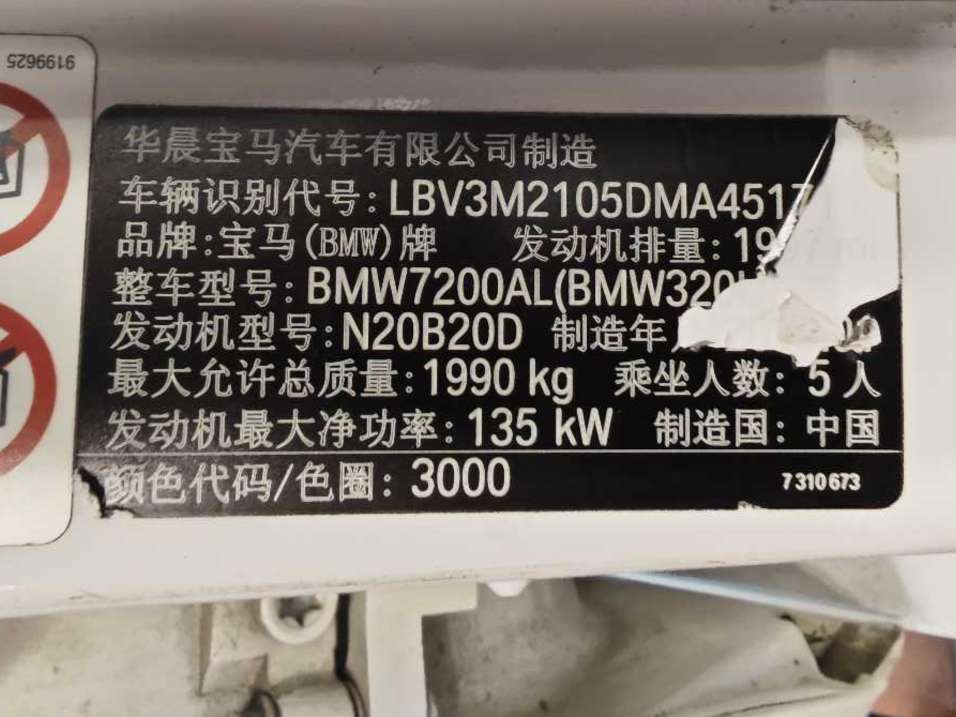 9199625
华晨宝马汽车有限公司制造
车辆识别代号：LBV3M2105DMA4517
品牌：宝马(BMW)牌 发动机排量：19
整车型号：BMW7200AL(BMW320
发动机型号：N20B20D 制造年
最大允许总质量：1990 kg 乘坐人数：5 人
发动机最大净功率：135 kW 制造国：中国
颜色代码/色圈：3000 7 310 673